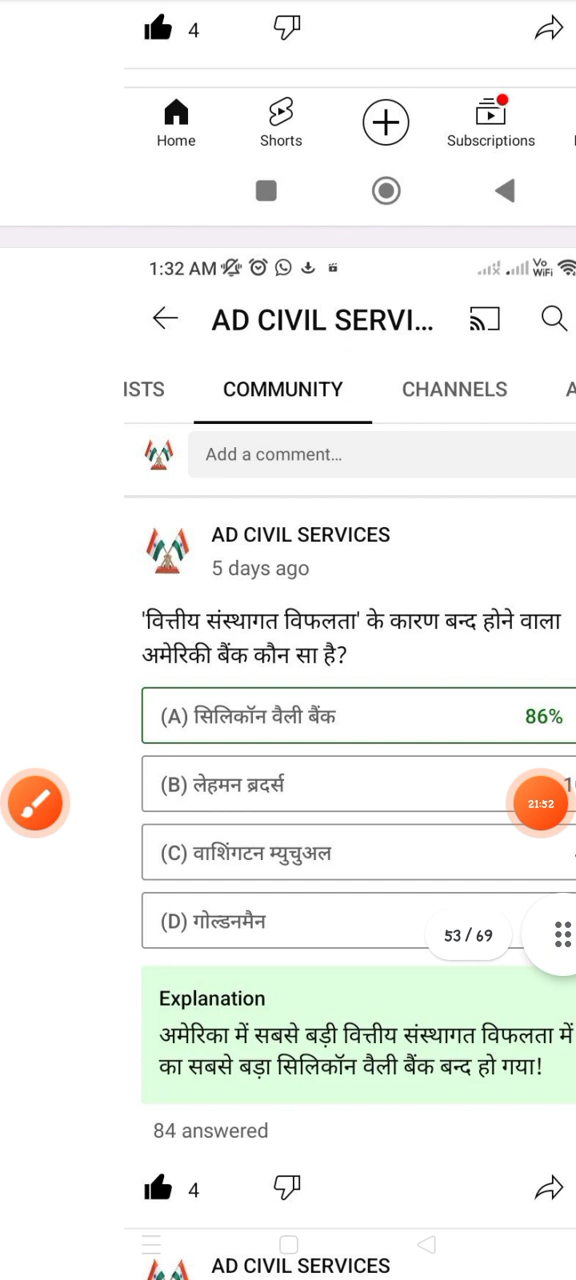 4
Home Shorts Subscriptions
1:32 AM Vo WiFi
AD CIVIL SERVI...
ISTS COMMUNITY CHANNELS A
Add a comment...
AD CIVIL SERVICES
5 days ago
'वित्तीय संस्थागत विफलता' के कारण बन्द होने वाला
अमेरिकी बैंक कौन सा है?
(A) सिलिकॉन वैली बैंक 86%
(B) लेहमन ब्रदर्स
21:52
(C) वाशिंगटन म्युचुअल
(D) गोल्डनमैन
53 / 69
Explanation
अमेरिका में सबसे बड़ी वित्तीय संस्थागत विफलता में
का सबसे बड़ा सिलिकॉन वैली बैंक बन्द हो गया!
84 answered
4
AD CIVIL SERVICES